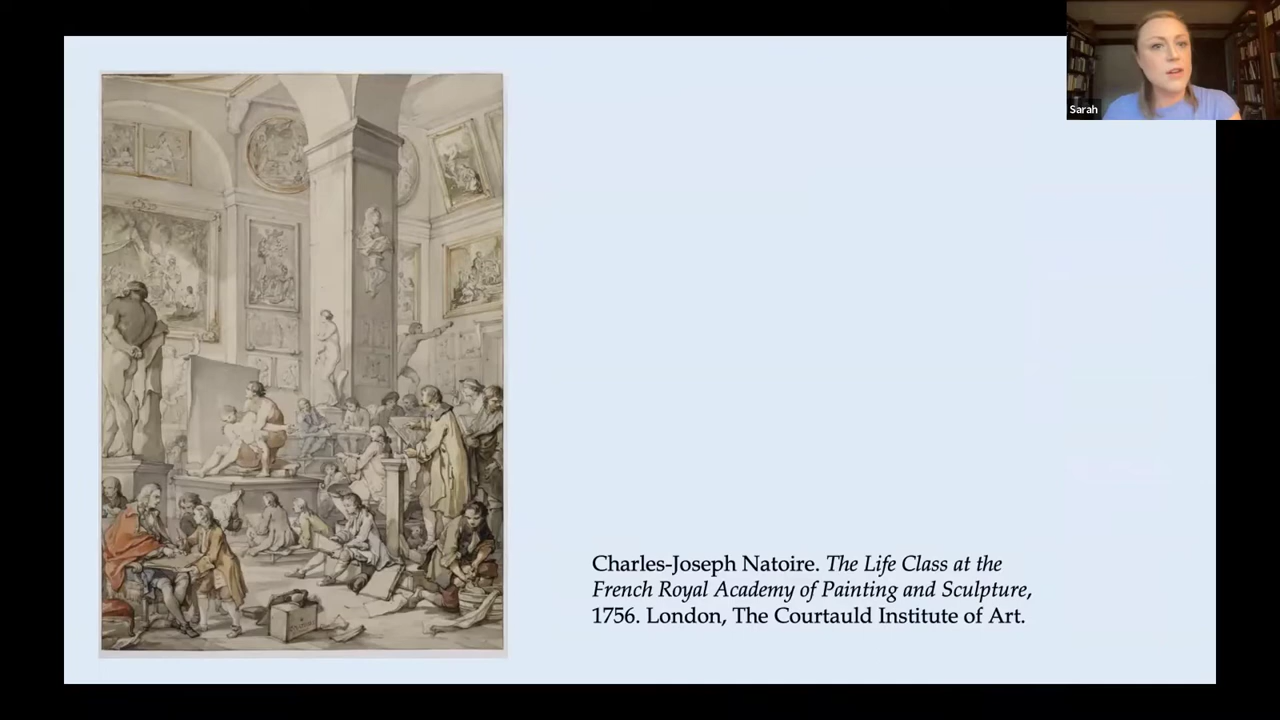 Sarah
Charles-Joseph Natoire. The Life Class at the
French Royal Academy of Painting and Sculpture,
1756. London, The Courtauld Institute of Art.